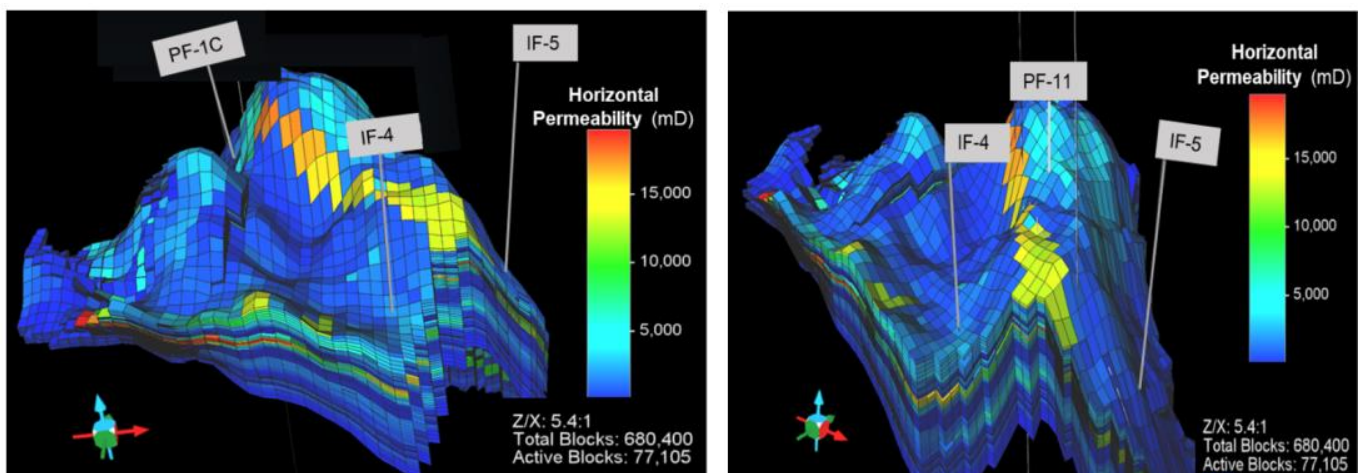 PF-1C
IF-5
IF-4
Horizontal
Permeability (mD)
15,000
10,000
5,000
Z/X: 5.4:1
Total Blocks: 680,400
Active Blocks: 77,105
PF-11
IF-4
IF-5
Horizontal
Permeability (mD)
15,000
10,000
5,000
Z/X: 5.4:1
Total Blocks: 680,400
Active Blocks: 77,105